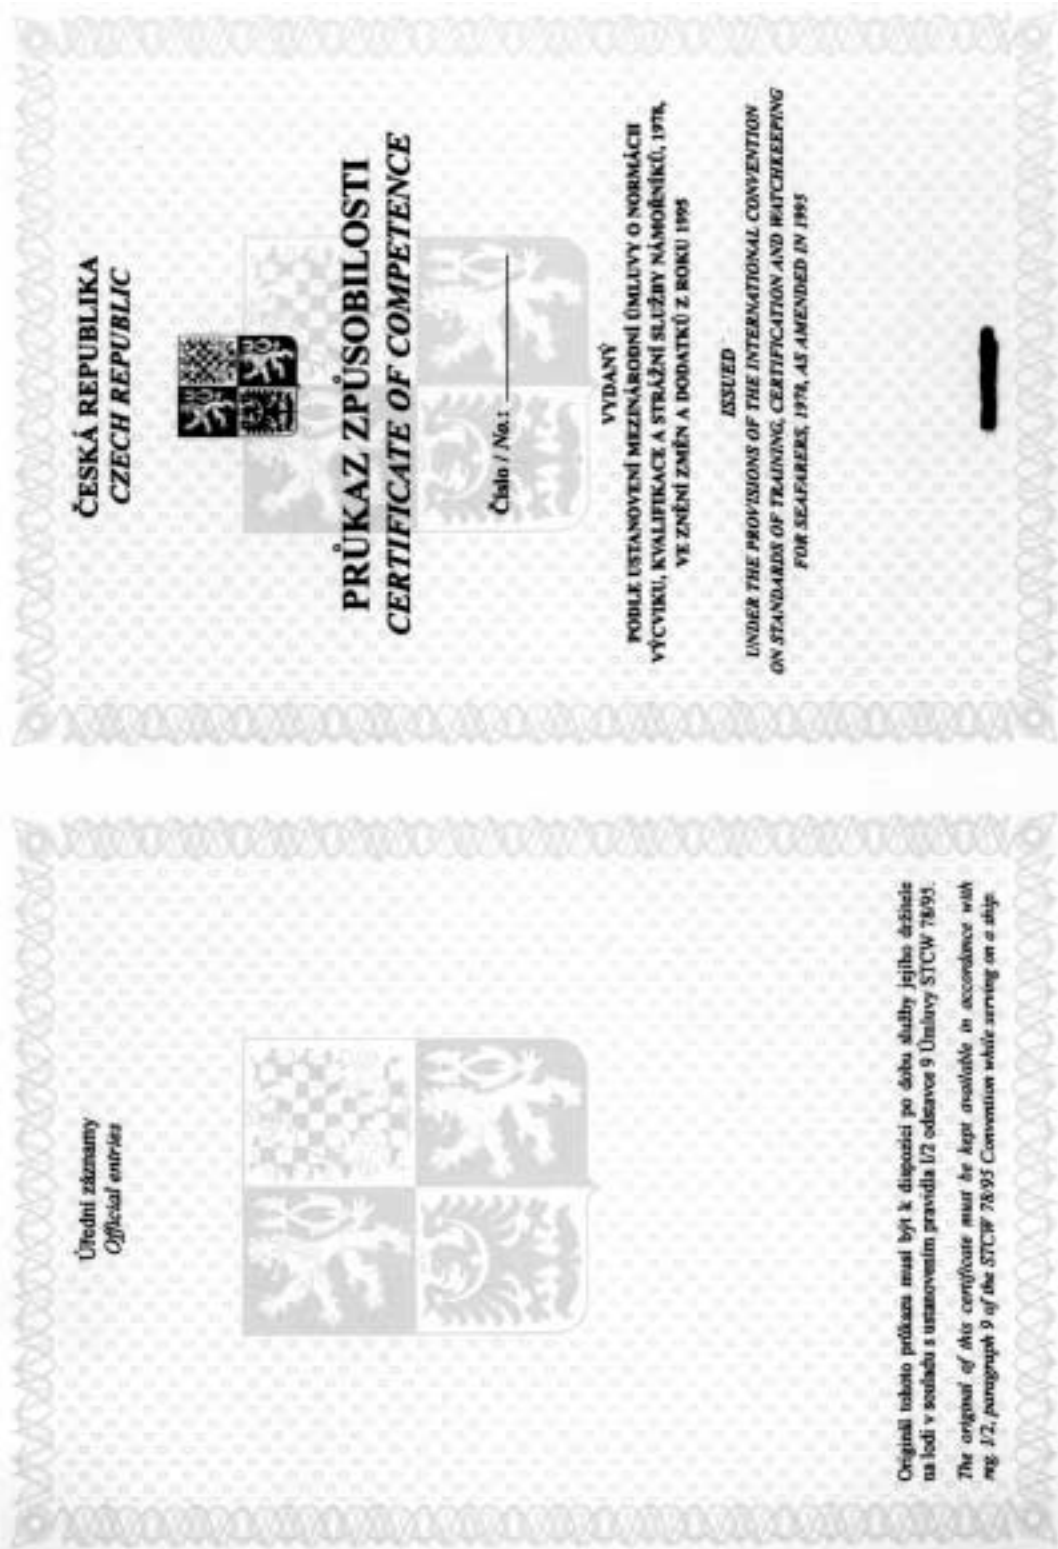 ČESKÁ REPUBLIKA
CZECH REPUBLIC
PRŮKAZ ZPŮSOBILOSTI
CERTIFICATE OF COMPETENCE
Číslo / No.:
VYDANÝ
PODLE USTANOVENÍ MEZINÁRODNÍ ÚMLUVY O NORMÁCH
VÝCVIKU, KVALIFIKACE A STRÁŽNÍ SLUŽBY NÁMOŘNÍKŮ, 1978,
VE ZNĚNÍ ZMĚN A DODATKŮ Z ROKU 1995
ISSUED
UNDER THE PROVISIONS OF THE INTERNATIONAL CONVENTION
ON STANDARDS OF TRAINING, CERTIFICATION AND WATCHKEEPING
FOR SEAFARERS, 1978, AS AMENDED IN 1995
Úřední záznamy
Official entries
Originál tohoto průkazu musí být k dispozici po dobu služby jejího držitele
na lodi v souladu s ustanovením pravidla I/2 odstavce 9 Úmluvy STCW 78/95.
The original of this certificate must be kept available in accordance with
reg. I/2, paragraph 9 of the STCW 78/95 Convention while serving on a ship.